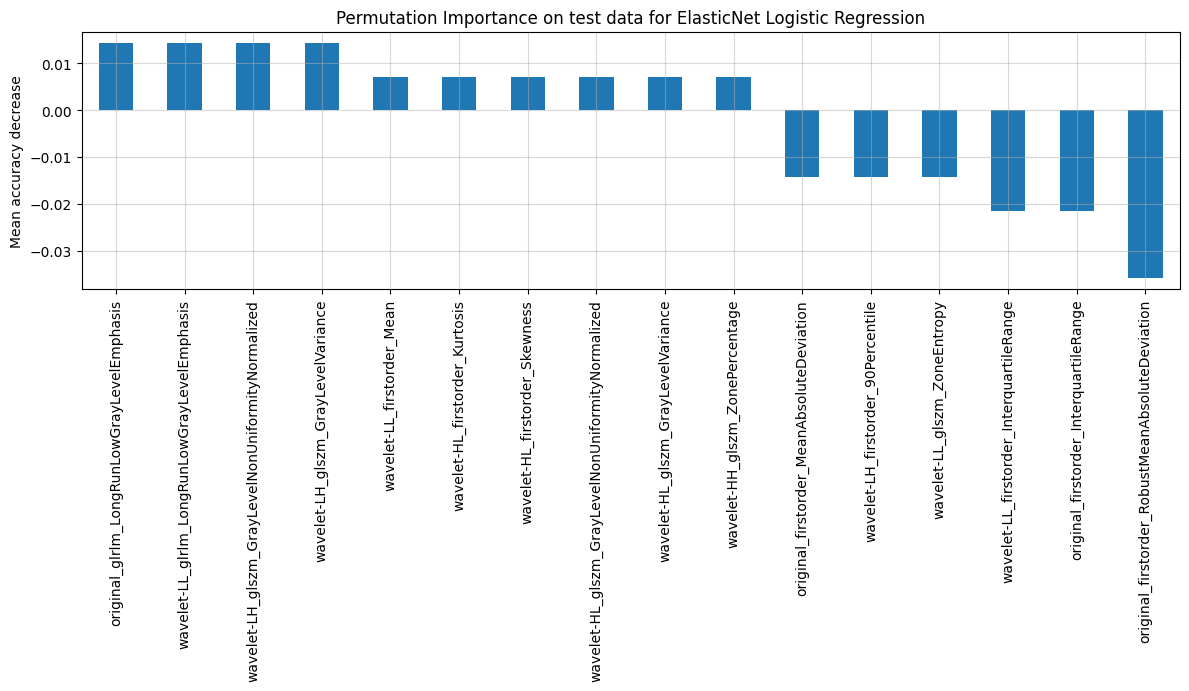 Permutation Importance on test data for ElasticNet Logistic Regression
Mean accuracy decrease
0.01
0.00
−0.01
−0.02
−0.03
original_glrlm_LongRunLowGrayLevelEmphasis
wavelet-LL_glrlm_LongRunLowGrayLevelEmphasis
wavelet-LH_glszm_GrayLevelNonUniformityNormalized
wavelet-LH_glszm_GrayLevelVariance
wavelet-LL_firstorder_Mean
wavelet-HL_firstorder_Kurtosis
wavelet-HL_firstorder_Skewness
wavelet-HL_glszm_GrayLevelNonUniformityNormalized
wavelet-HL_glszm_GrayLevelVariance
wavelet-HH_glszm_ZonePercentage
original_firstorder_MeanAbsoluteDeviation
wavelet-LH_firstorder_90Percentile
wavelet-LL_glszm_ZoneEntropy
wavelet-LL_firstorder_InterquartileRange
original_firstorder_InterquartileRange
original_firstorder_RobustMeanAbsoluteDeviation